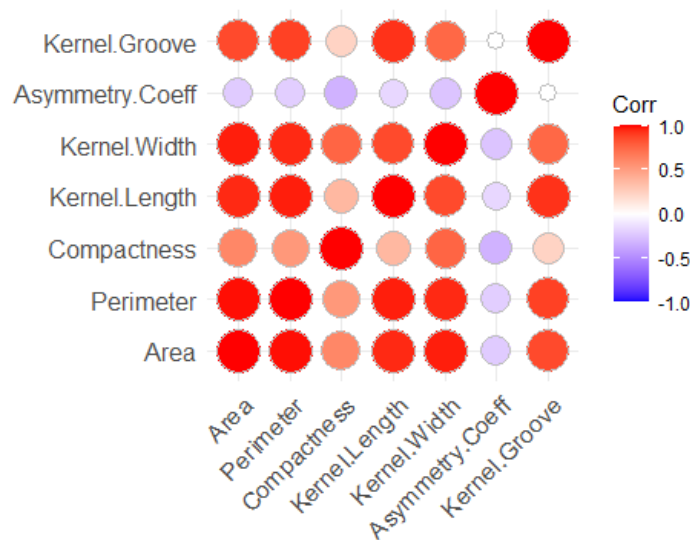 Kernel.Groove
Asymmetry.Coeff
Kernel.Width
Kernel.Length
Compactness
Perimeter
Area
Corr
1.0
0.5
0.0
-0.5
-1.0
Area
Perimeter
Compactness
Kernel.Length
Kernel.Width
Asymmetry.Coeff
Kernel.Groove